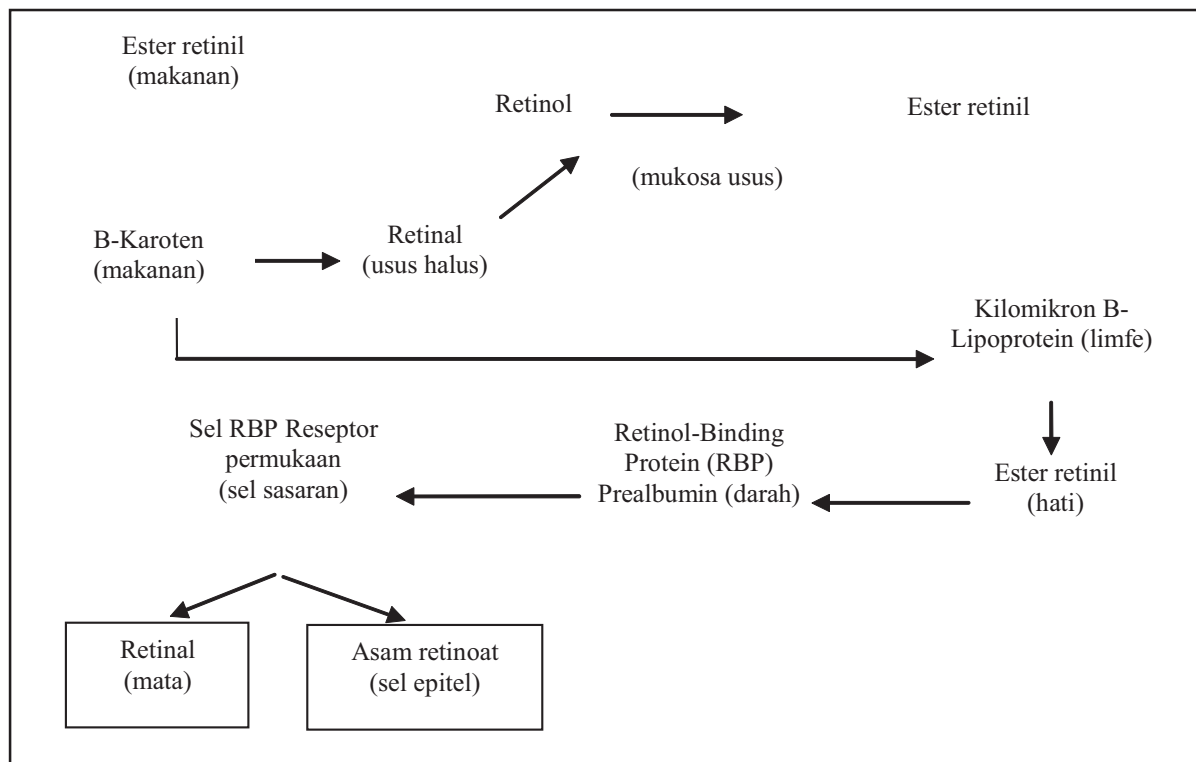 Ester retinil
(makanan)
Retinol
Ester retinil
(mukosa usus)
B-Karoten
(makanan)
Retinal
(usus halus)
Kilomikron B-
Lipoprotein (limfe)
Sel RBP Reseptor
permukaan
(sel sasaran)
Retinol-Binding
Protein (RBP)
Prealbumin (darah)
Ester retinil
(hati)
Retinal
(mata)
Asam retinoat
(sel epitel)